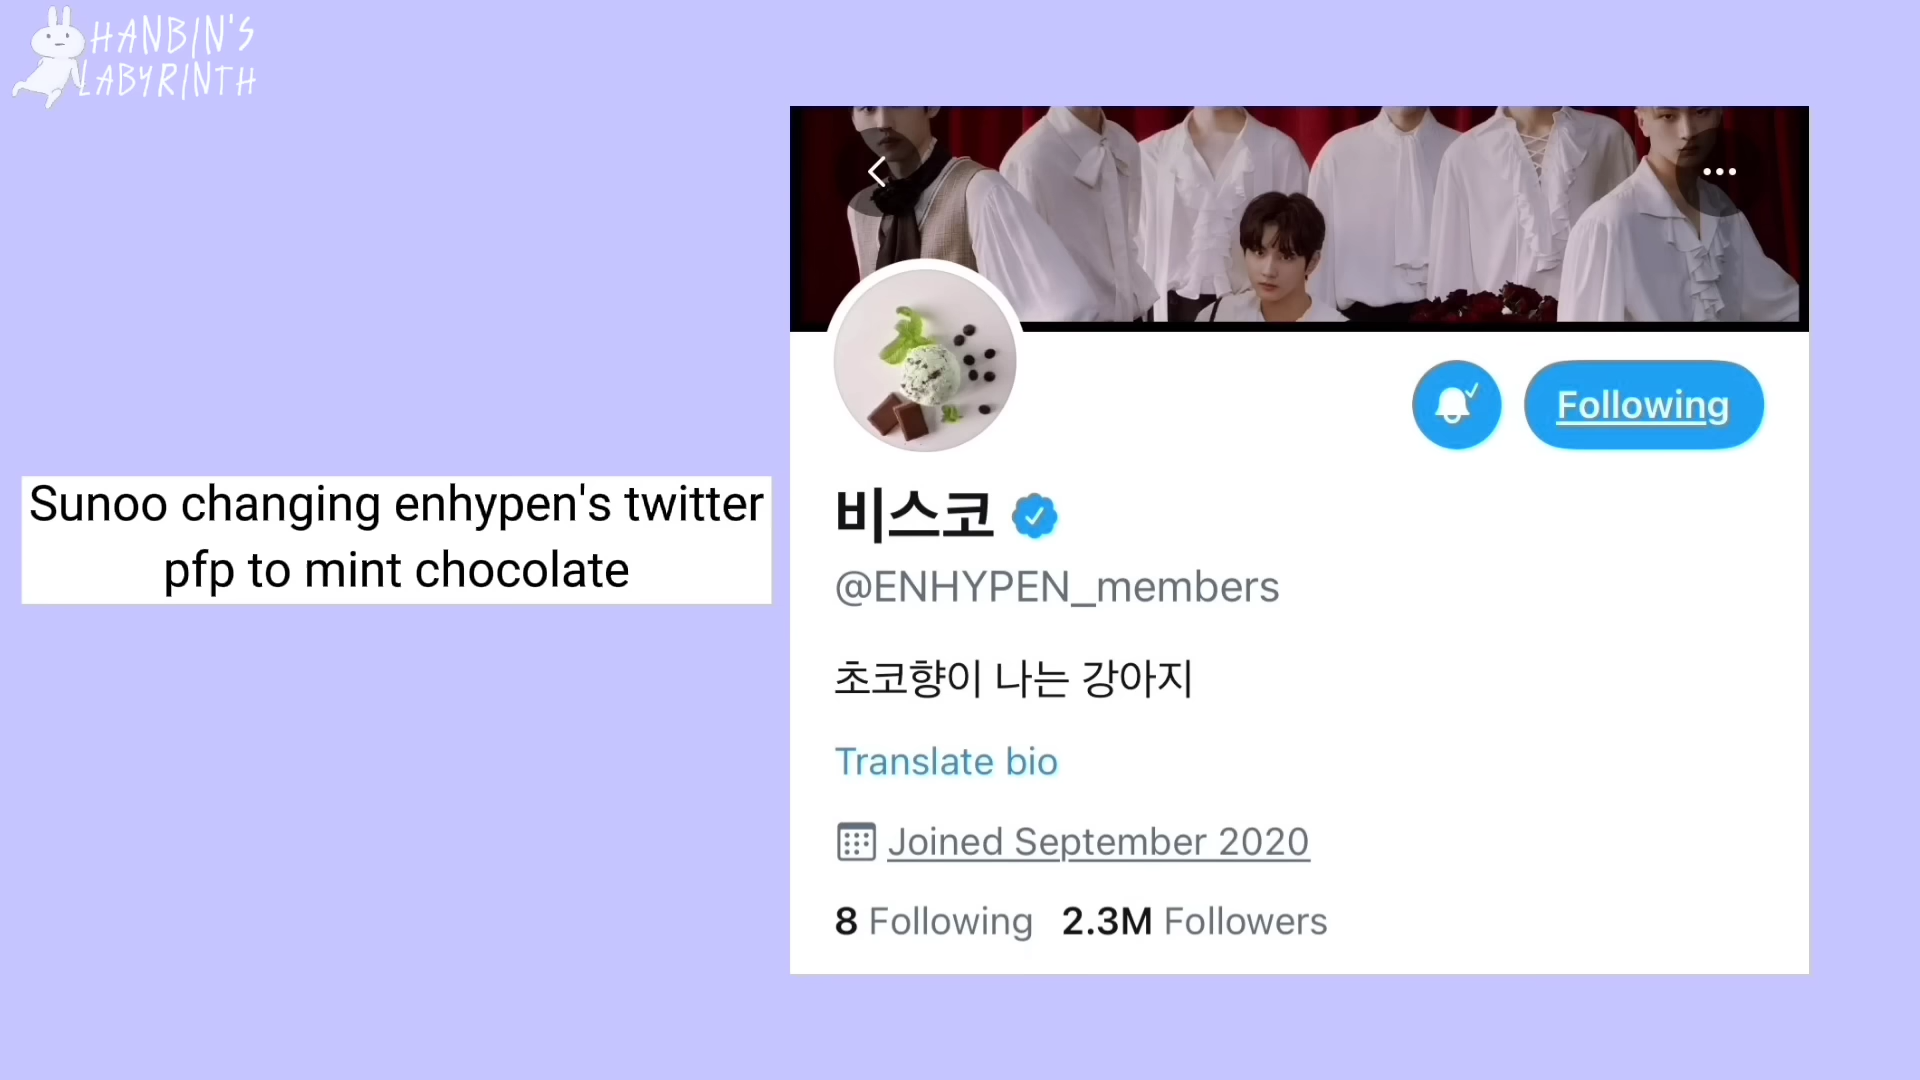 HANBIN'S
LABYRINTH
Sunoo changing enhypen's twitter
pfp to mint chocolate
Following
비스코
@ENHYPEN_members
초코향이 나는 강아지
Translate bio
Joined September 2020
8 Following 2.3M Followers